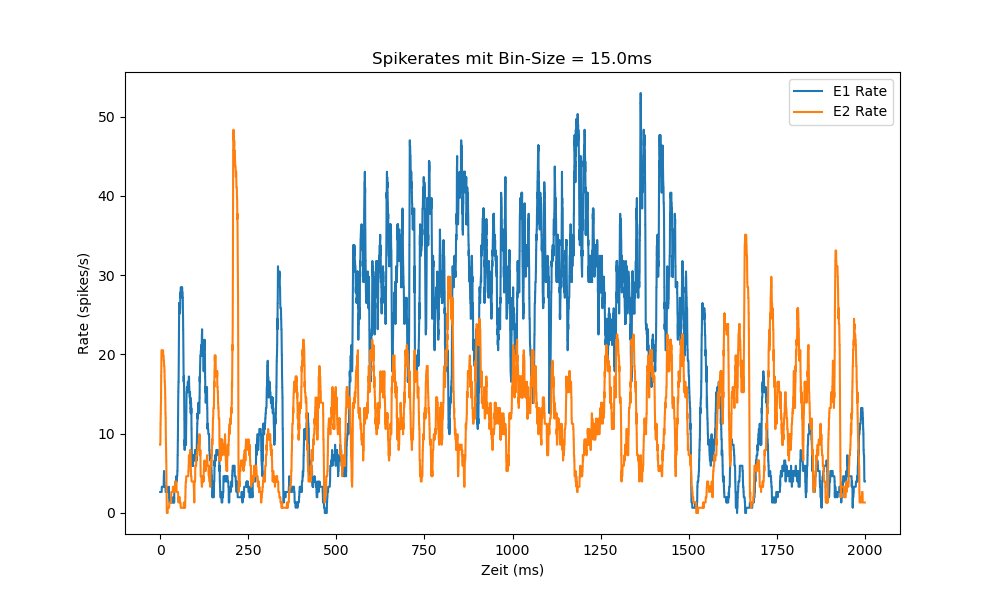 Spikerates mit Bin-Size = 15.0ms
E1 Rate
E2 Rate
50
40
30
20
10
0
Rate (spikes/s)
0 250 500 750 1000 1250 1500 1750 2000
Zeit (ms)